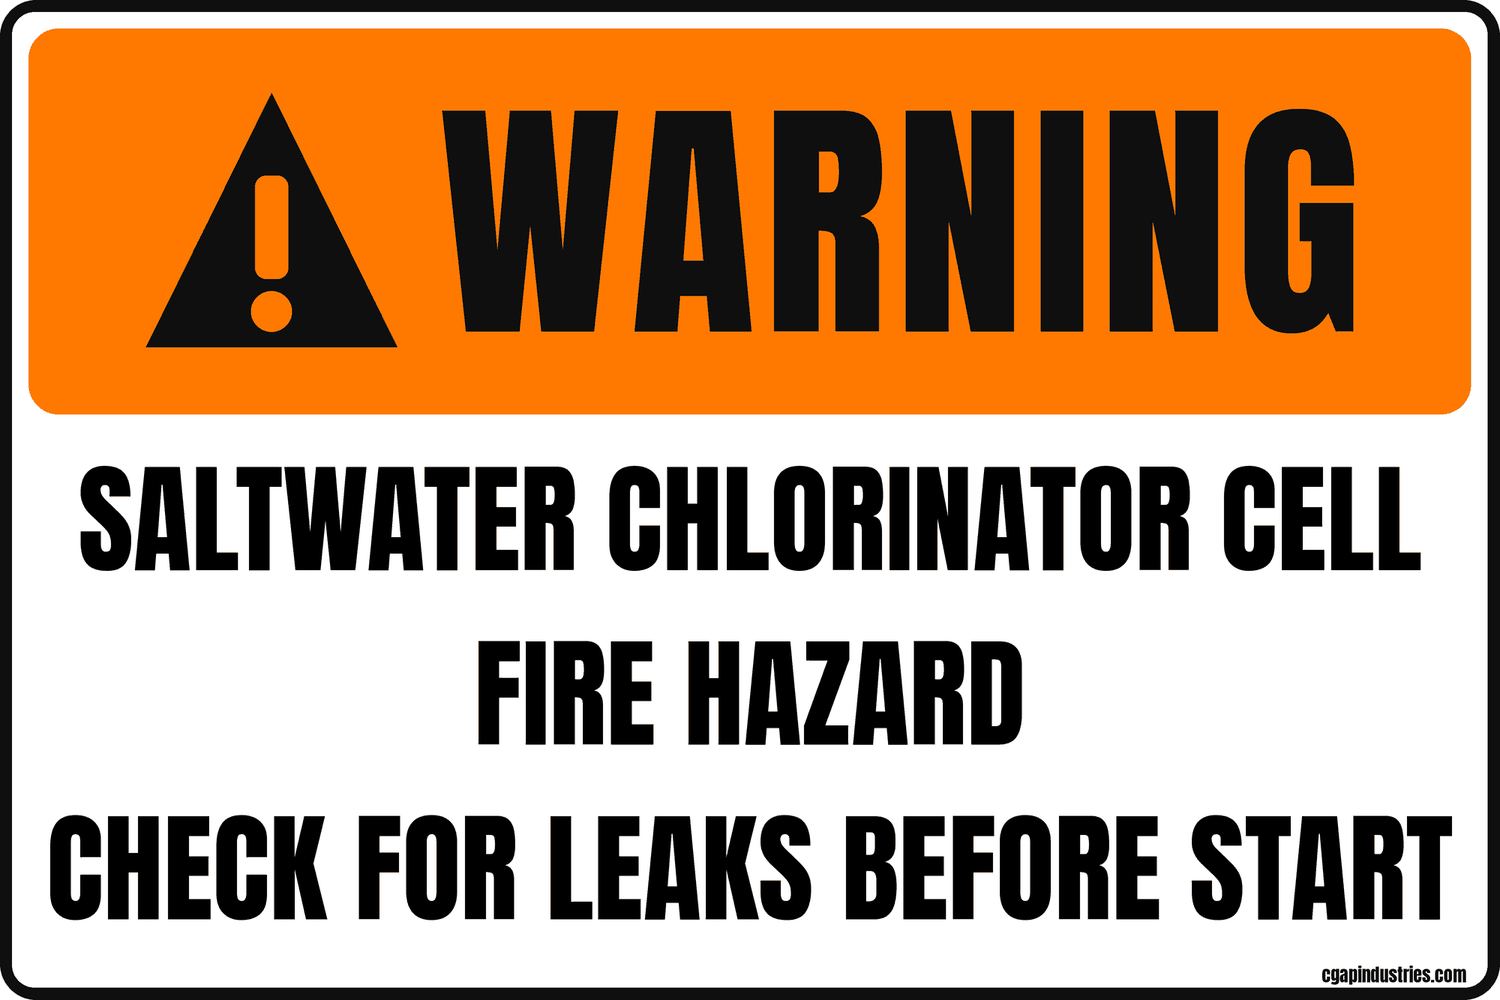 WARNING
SALTWATER CHLORINATOR CELL
FIRE HAZARD
CHECK FOR LEAKS BEFORE START
cgapindustries.com